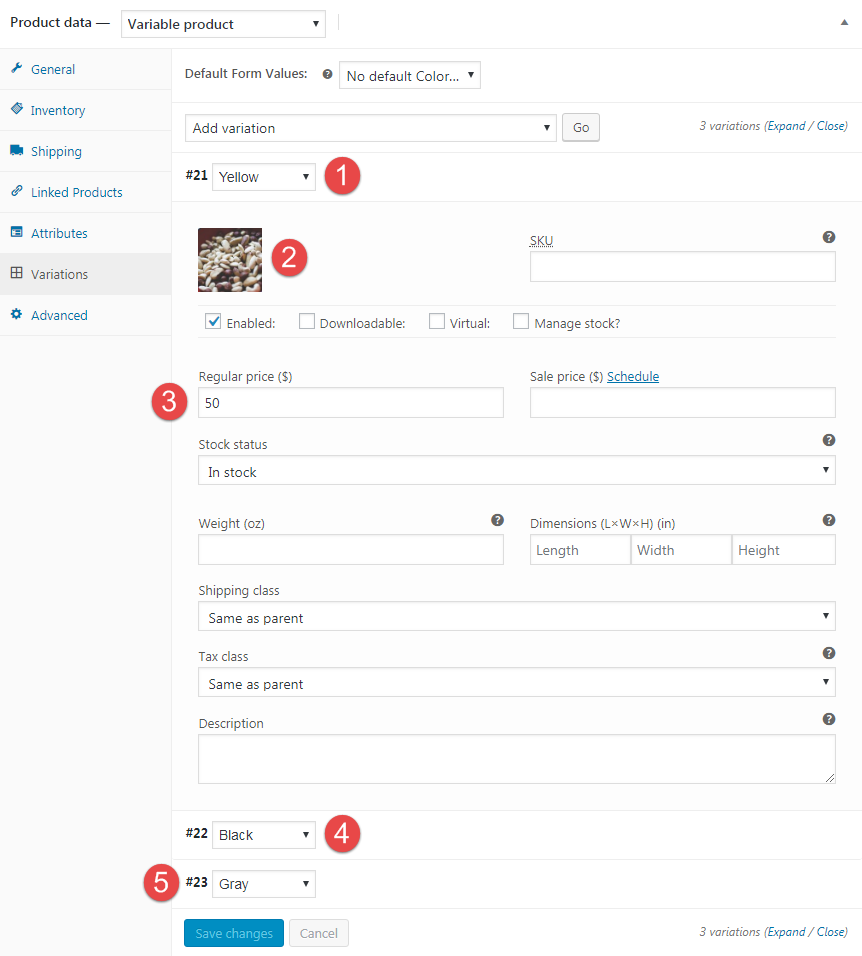 Product data — Variable product
General
Inventory
Shipping
Linked Products
Attributes
Variations
Advanced
Default Form Values: ? No default Color...
Add variation Go 3 variations (Expand / Close)
#21 Yellow 1
2 SKU ?
Enabled: Downloadable: Virtual: Manage stock?
Regular price ($) Sale price ($) Schedule
3 50
Stock status ?
In stock
Weight (oz) ? Dimensions (L×W×H) (in) ?
Length Width Height
Shipping class
Same as parent
Tax class ?
Same as parent
Description ?
#22 Black 4
5 #23 Gray
Save changes Cancel 3 variations (Expand / Close)